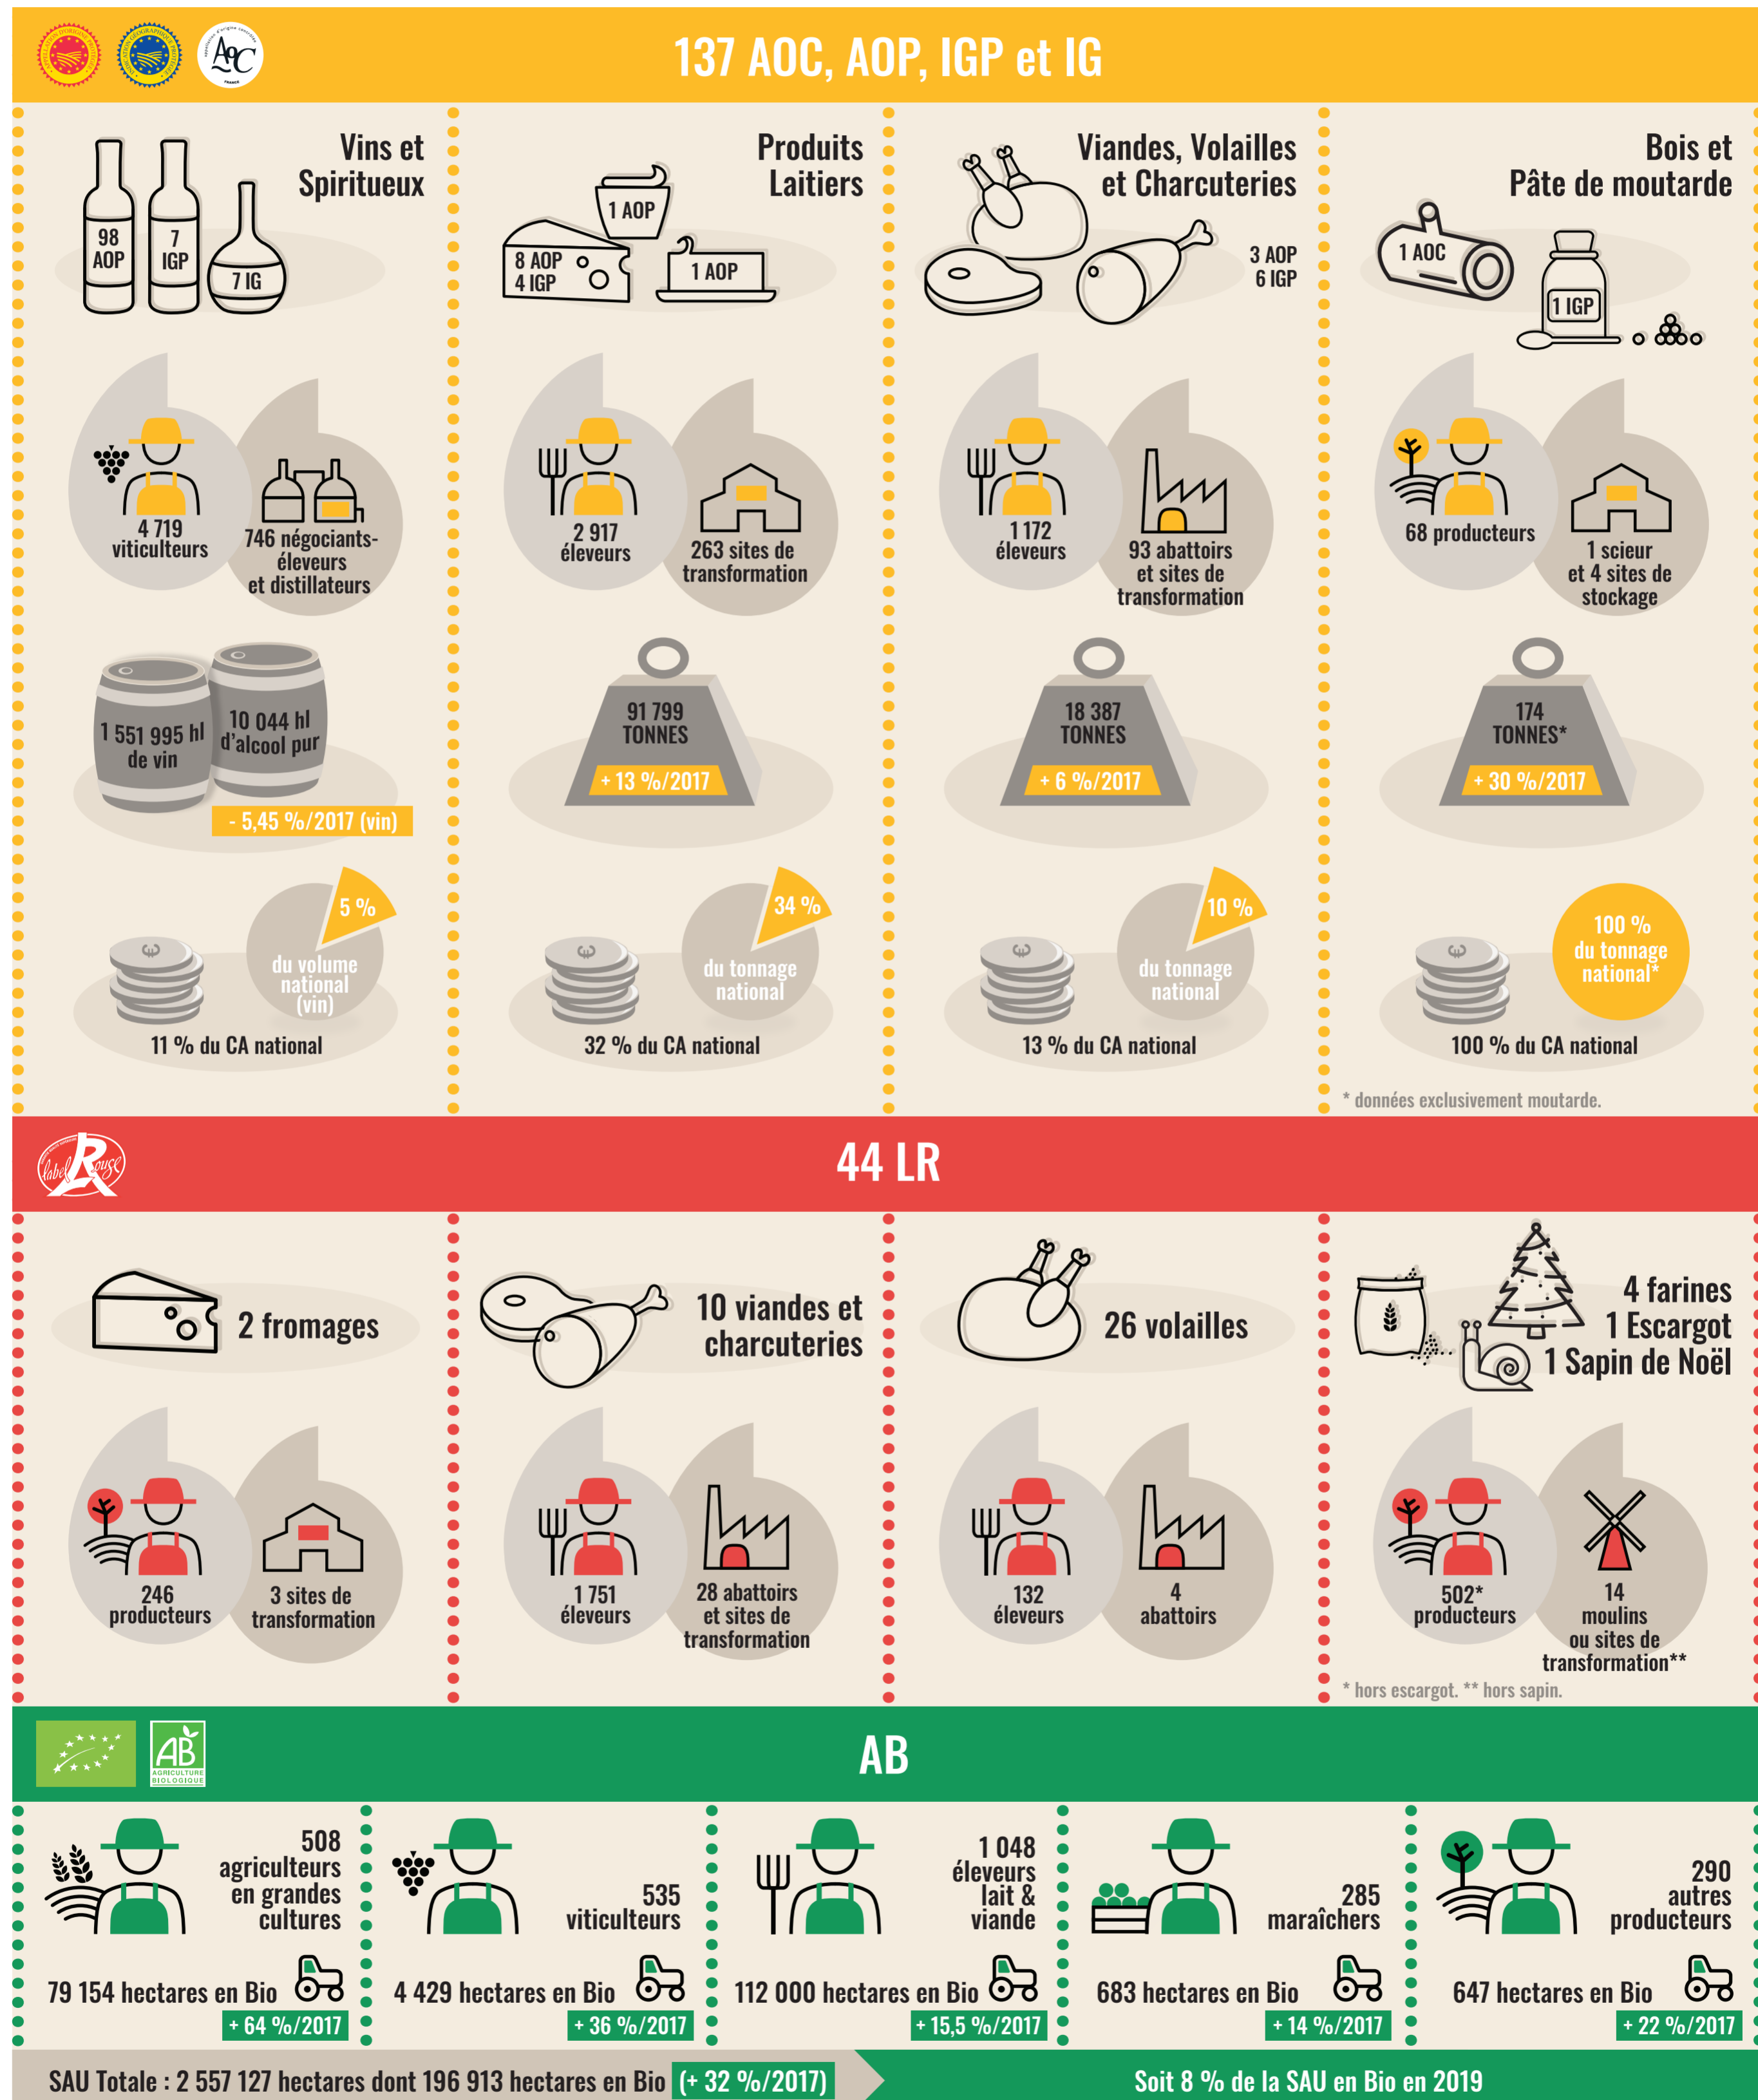 137 AOC, AOP, IGP et IG
AOC
FRANCE
Vins et
Spiritueux
98
AOP
7
IGP
7 IG
4 719
viticulteurs
746 négociants-
éleveurs
et distillateurs
1 551 995 hl
de vin
10 044 hl
d'alcool pur
- 5,45 %/2017 (vin)
5 %
du volume
national
(vin)
11 % du CA national
Produits
Laitiers
1 AOP
8 AOP
4 IGP
1 AOP
2 917
éleveurs
263 sites de
transformation
91 799
TONNES
+ 13 %/2017
34 %
du tonnage
national
32 % du CA national
Viandes, Volailles
et Charcuteries
3 AOP
6 IGP
1 172
éleveurs
93 abattoirs
et sites de
transformation
18 387
TONNES
+ 6 %/2017
10 %
du tonnage
national
13 % du CA national
Bois et
Pâte de moutarde
1 AOC
1 IGP
68 producteurs
1 scieur
et 4 sites de
stockage
174
TONNES*
+ 30 %/2017
100 %
du tonnage
national*
100 % du CA national
* données exclusivement moutarde.
label Rouge
44 LR
2 fromages
246
producteurs
3 sites de
transformation
10 viandes et
charcuteries
1 751
éleveurs
28 abattoirs
et sites de
transformation
26 volailles
132
éleveurs
4
abattoirs
4 farines
1 Escargot
1 Sapin de Noël
502*
producteurs
14
moulins
ou sites de
transformation**
* hors escargot. ** hors sapin.
AB
AGRICULTURE
BIOLOGIQUE
AB
508
agriculteurs
en grandes
cultures
79 154 hectares en Bio
+ 64 %/2017
535
viticulteurs
4 429 hectares en Bio
+ 36 %/2017
1 048
éleveurs
lait &
viande
112 000 hectares en Bio
+ 15,5 %/2017
285
maraîchers
683 hectares en Bio
+ 14 %/2017
290
autres
producteurs
647 hectares en Bio
+ 22 %/2017
SAU Totale : 2 557 127 hectares dont 196 913 hectares en Bio (+ 32 %/2017)
Soit 8 % de la SAU en Bio en 2019